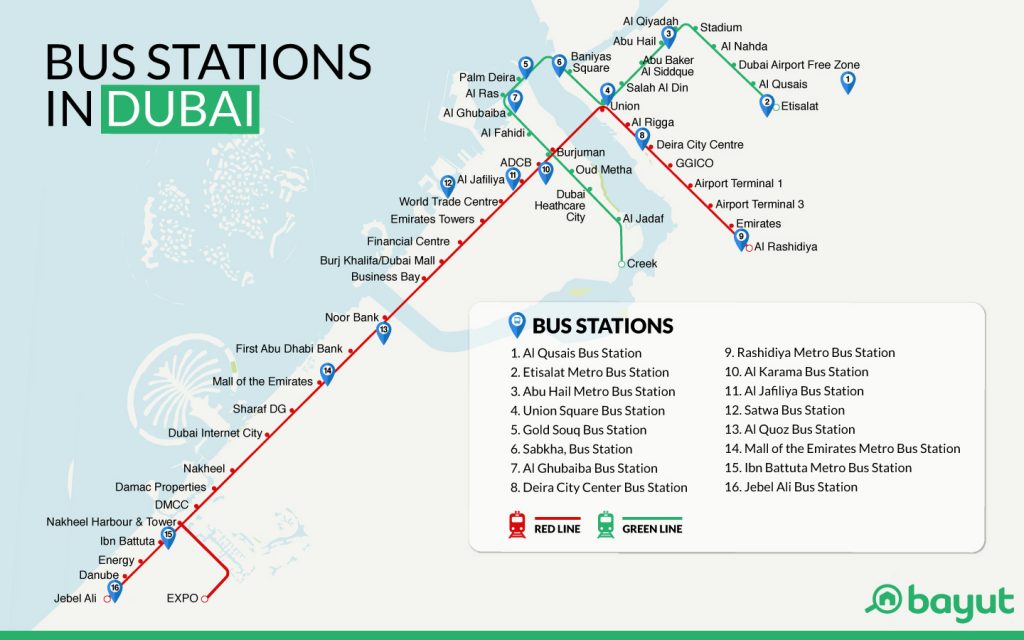 BUS STATIONS
IN DUBAI
Al Qiyadah
Stadium
3
Abu Hail
Al Nahda
Baniyas
Square
6
5
Abu Baker
Al Siddque
Dubai Airport Free Zone
1
Palm Deira
Salah Al Din
Al Qusais
Al Ras
7
4
Union
2
Etisalat
Al Ghubaiba
Al Rigga
Al Fahidi
8
Deira City Centre
Burjuman
ADCB
10
GGICO
Oud Metha
11
Al Jafiliya
12
Airport Terminal 1
World Trade Centre
Dubai
Heathcare
City
Airport Terminal 3
Emirates Towers
Al Jadaf
Emirates
9
Al Rashidiya
Financial Centre
Burj Khalifa/Dubai Mall
Creek
Business Bay
Noor Bank
13
First Abu Dhabi Bank
14
Mall of the Emirates
Sharaf DG
Dubai Internet City
Nakheel
Damac Properties
DMCC
Nakheel Harbour & Tower
15
Ibn Battuta
Energy
Danube
16
Jebel Ali
EXPO
BUS STATIONS
1. Al Qusais Bus Station
2. Etisalat Metro Bus Station
3. Abu Hail Metro Bus Station
4. Union Square Bus Station
5. Gold Souq Bus Station
6. Sabkha, Bus Station
7. Al Ghubaiba Bus Station
8. Deira City Center Bus Station
9. Rashidiya Metro Bus Station
10. Al Karama Bus Station
11. Al Jafiliya Bus Station
12. Satwa Bus Station
13. Al Quoz Bus Station
14. Mall of the Emirates Metro Bus Station
15. Ibn Battuta Metro Bus Station
16. Jebel Ali Bus Station
RED LINE
GREEN LINE
bayut